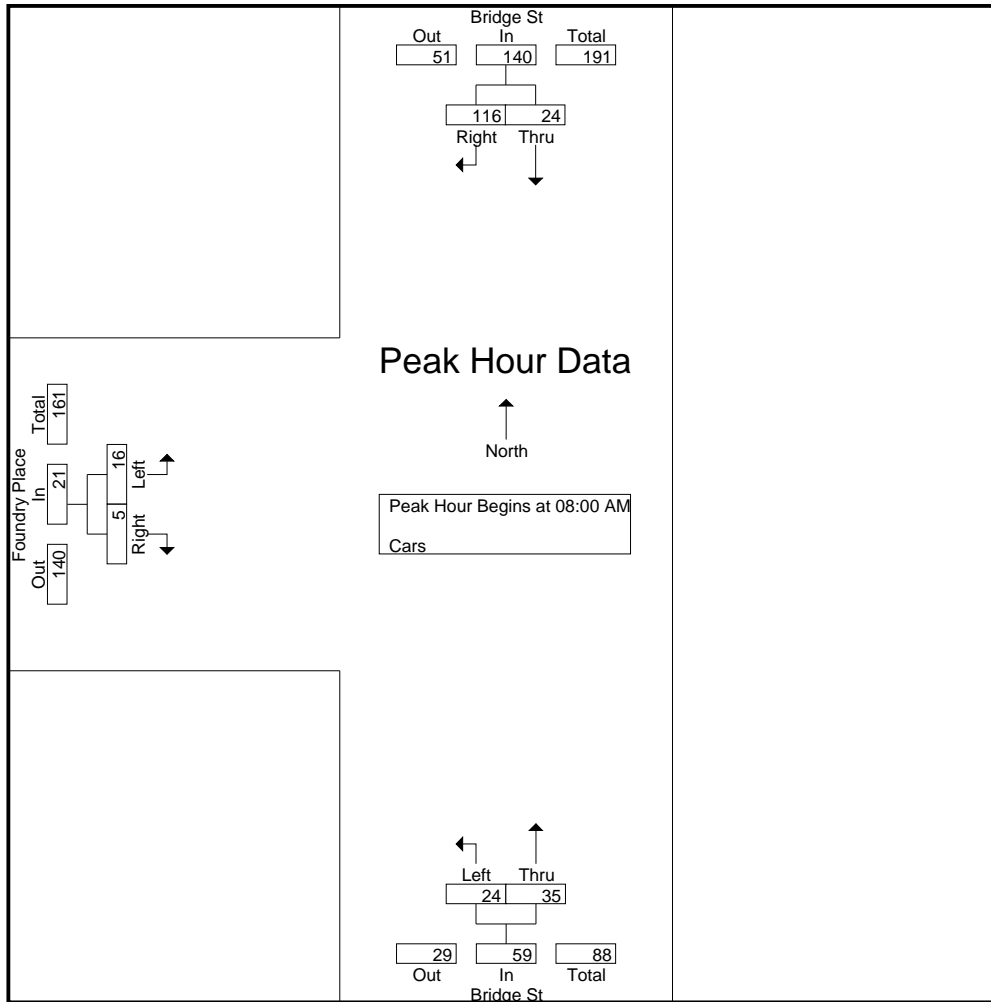 Bridge St
Out In Total
51 140 191
116 24
Right Thru
Peak Hour Data
North
Peak Hour Begins at 08:00 AM
Cars
Foundry Place
Out In Total
140 21 161
5 16
Right Left
Left Thru
24 35
29 59 88
Out In Total
Bridge St